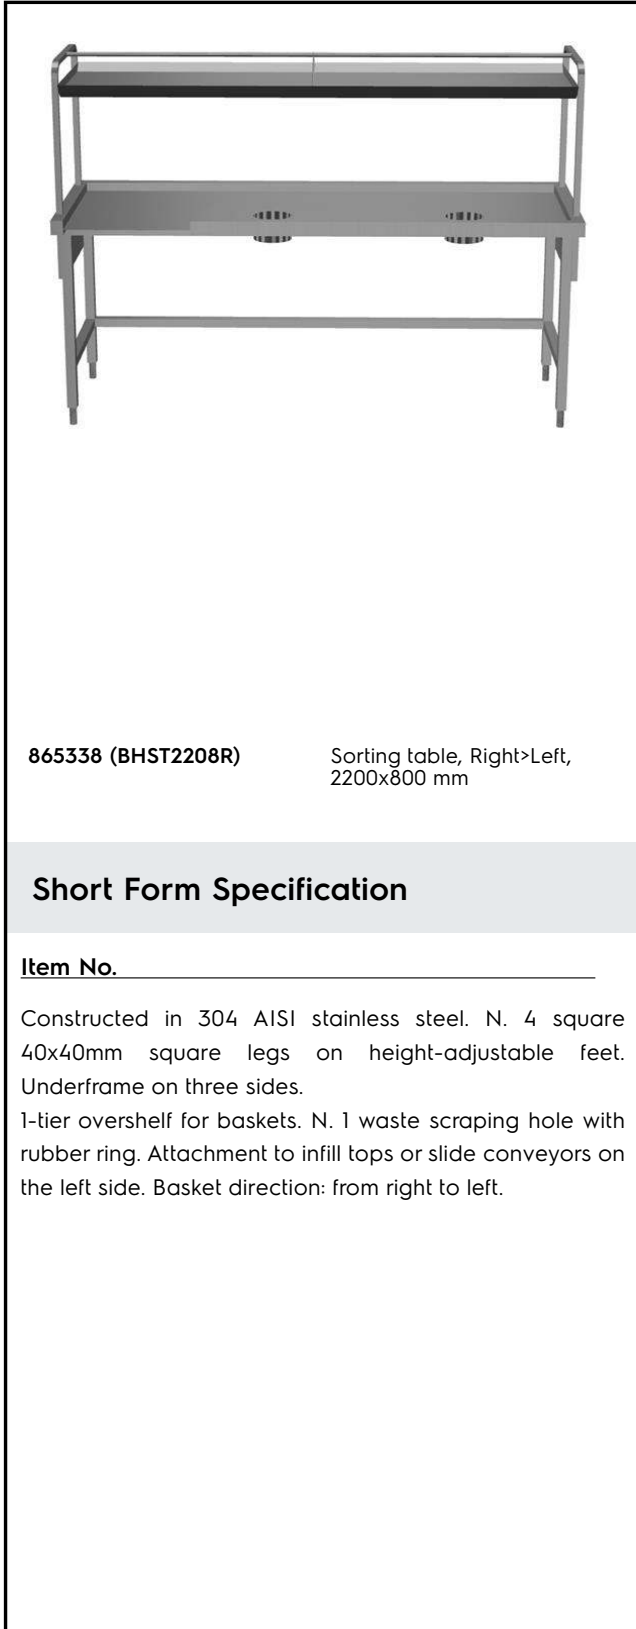 865338 (BHST2208R)
Sorting table, Right>Left,
2200x800 mm
Short Form Specification
Item No.
Constructed in 304 AISI stainless steel. N. 4 square
40x40mm square legs on height-adjustable feet.
Underframe on three sides.
1-tier overshelf for baskets. N. 1 waste scraping hole with
rubber ring. Attachment to infill tops or slide conveyors on
the left side. Basket direction: from right to left.